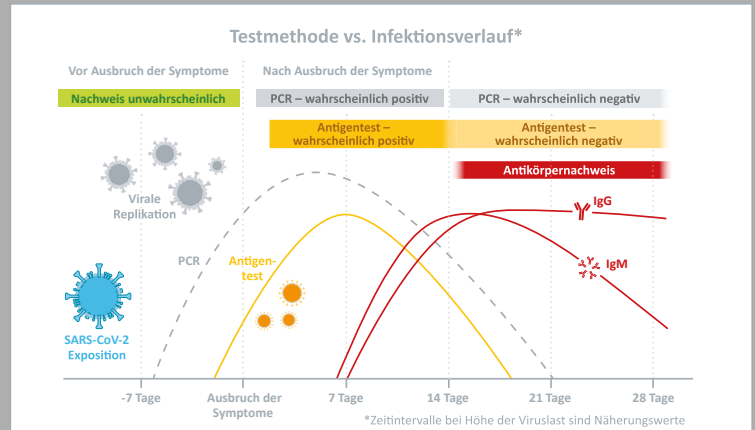 Testmethode vs. Infektionsverlauf*
Vor Ausbruch der Symptome
Nach Ausbruch der Symptome
Nachweis unwahrscheinlich
PCR – wahrscheinlich positiv
PCR – wahrscheinlich negativ
Antigentest –
wahrscheinlich positiv
Antigentest –
wahrscheinlich negativ
Antikörpernachweis
Virale
Replikation
IgG
PCR
Antigen-
test
IgM
SARS-CoV-2
Exposition
-7 Tage
Ausbruch der
Symptome
7 Tage
14 Tage
21 Tage
28 Tage
*Zeitintervalle bei Höhe der Viruslast sind Näherungswerte